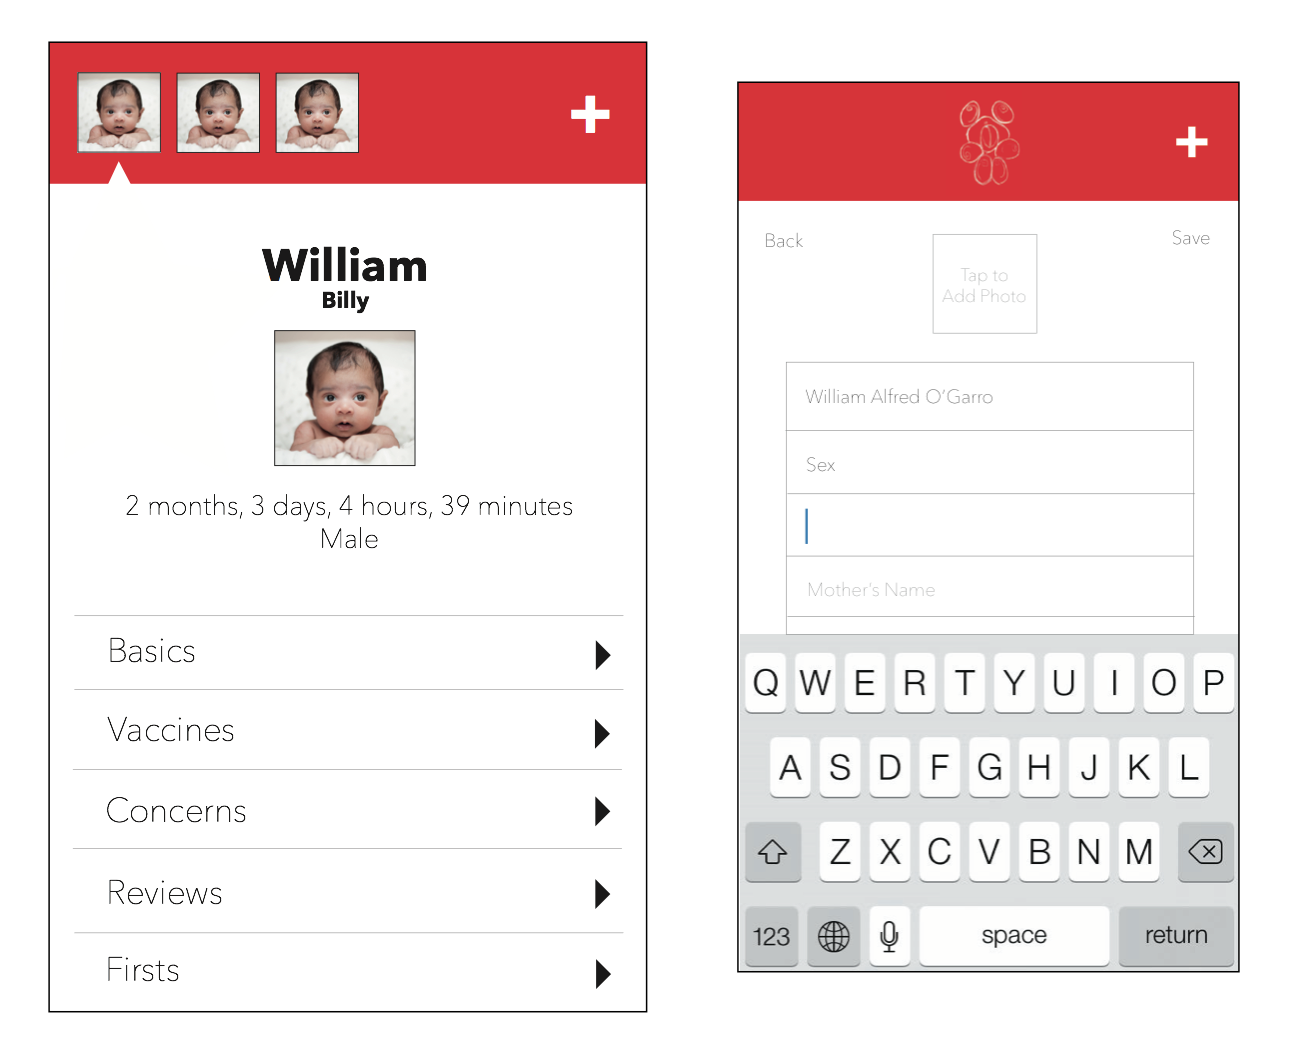 William
Billy
2 months, 3 days, 4 hours, 39 minutes
Male
Basics
Vaccines
Concerns
Reviews
Firsts
Back
Save
Tap to
Add Photo
William Alfred O’Garro
Sex
Mother’s Name
Q W E R T Y U I O P
A S D F G H J K L
Z X C V B N M
123 space return